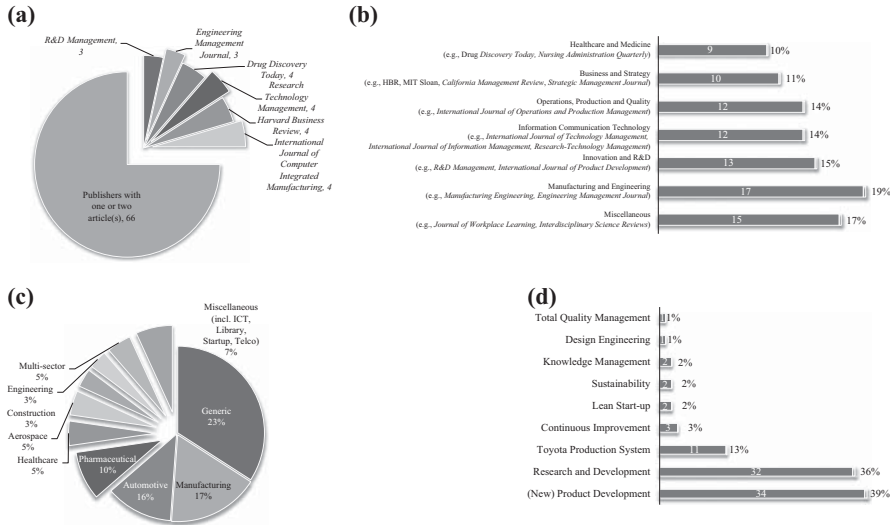 (a)
R&D Management,
3
Engineering
Management
Journal, 3
Drug Discovery
Today, 4
Research
Technology
Management, 4
Harvard Business
Review, 4
International
Journal of
Computer
Integrated
Manufacturing, 4
Publishers with
one or two
article(s), 66
(b)
Healthcare and Medicine
(e.g., Drug Discovery Today, Nursing Administration Quarterly)
9 10%
Business and Strategy
(e.g., HBR, MIT Sloan, California Management Review, Strategic Management Journal)
10 11%
Operations, Production and Quality
(e.g., International Journal of Operations and Production Management)
12 14%
Information Communication Technology
(e.g., International Journal of Technology Management,
International Journal of Information Management, Research-Technology Management)
12 14%
Innovation and R&D
(e.g., R&D Management, International Journal of Product Development)
13 15%
Manufacturing and Engineering
(e.g., Manufacturing Engineering, Engineering Management Journal)
17 19%
Miscellaneous
(e.g., Journal of Workplace Learning, Interdisciplinary Science Reviews)
15 17%
(c)
Miscellaneous
(incl. ICT,
Library,
Startup, Telco)
7%
Multi-sector
5%
Engineering
3%
Construction
3%
Aerospace
5%
Healthcare
5%
Pharmaceutical
10%
Automotive
16%
Manufacturing
17%
Generic
23%
(d)
Total Quality Management 1 1%
Design Engineering 1 1%
Knowledge Management 2 2%
Sustainability 2 2%
Lean Start-up 2 2%
Continuous Improvement 3 3%
Toyota Production System 11 13%
Research and Development 32 36%
(New) Product Development 34 39%